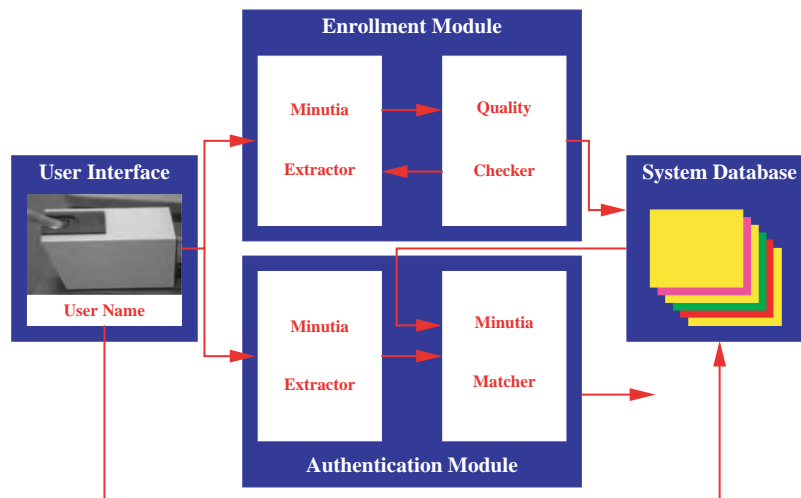 Enrollment Module
Minutia
Extractor
Quality
Checker
User Interface
User Name
System Database
Minutia
Extractor
Minutia
Matcher
Authentication Module